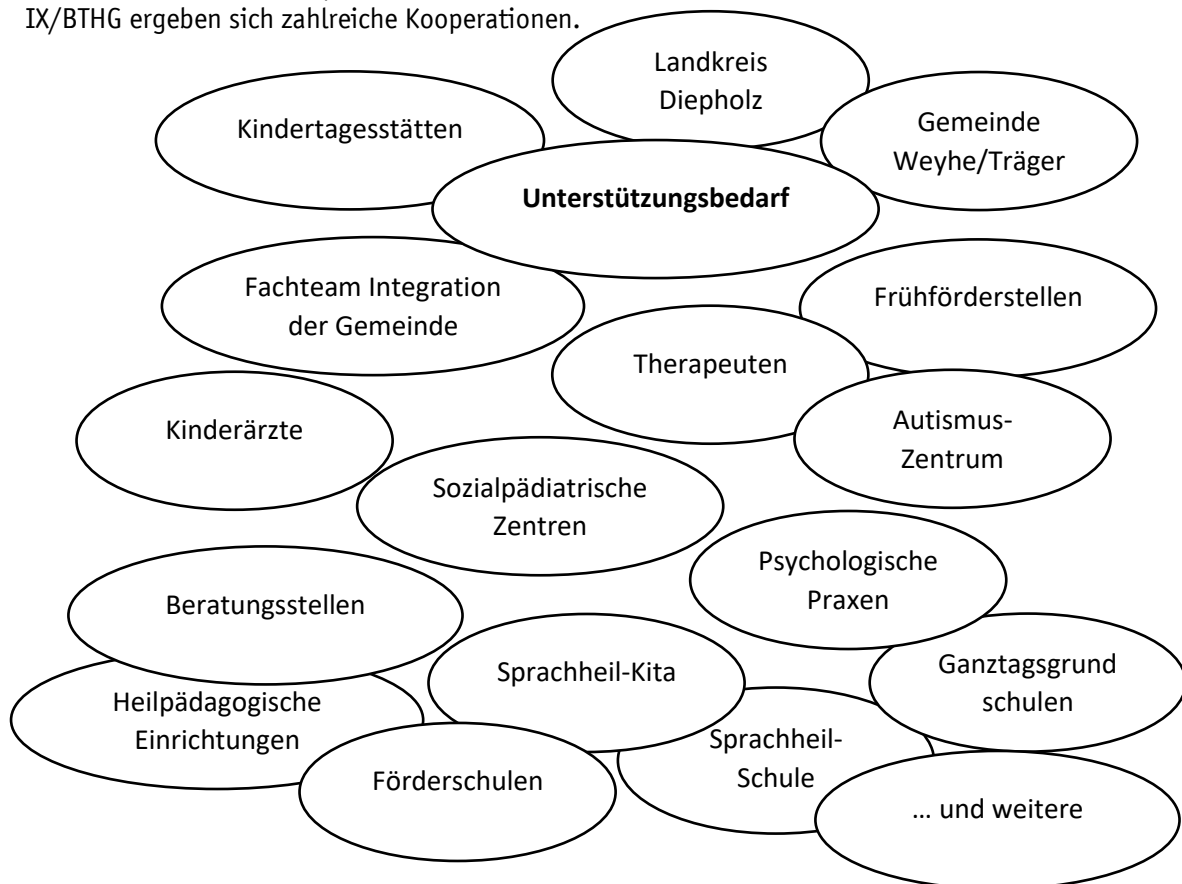 IX/BTHG ergeben sich zahlreiche Kooperationen.
Landkreis
Diepholz
Kindertagesstätten
Gemeinde
Weyhe/Träger
Unterstützungsbedarf
Fachteam Integration
der Gemeinde
Frühförderstellen
Therapeuten
Kinderärzte
Autismus-
Zentrum
Sozialpädiatrische
Zentren
Psychologische
Praxen
Beratungsstellen
Sprachheil-Kita
Ganztagsgrund
schulen
Heilpädagogische
Einrichtungen
Sprachheil-
Schule
Förderschulen
... und weitere